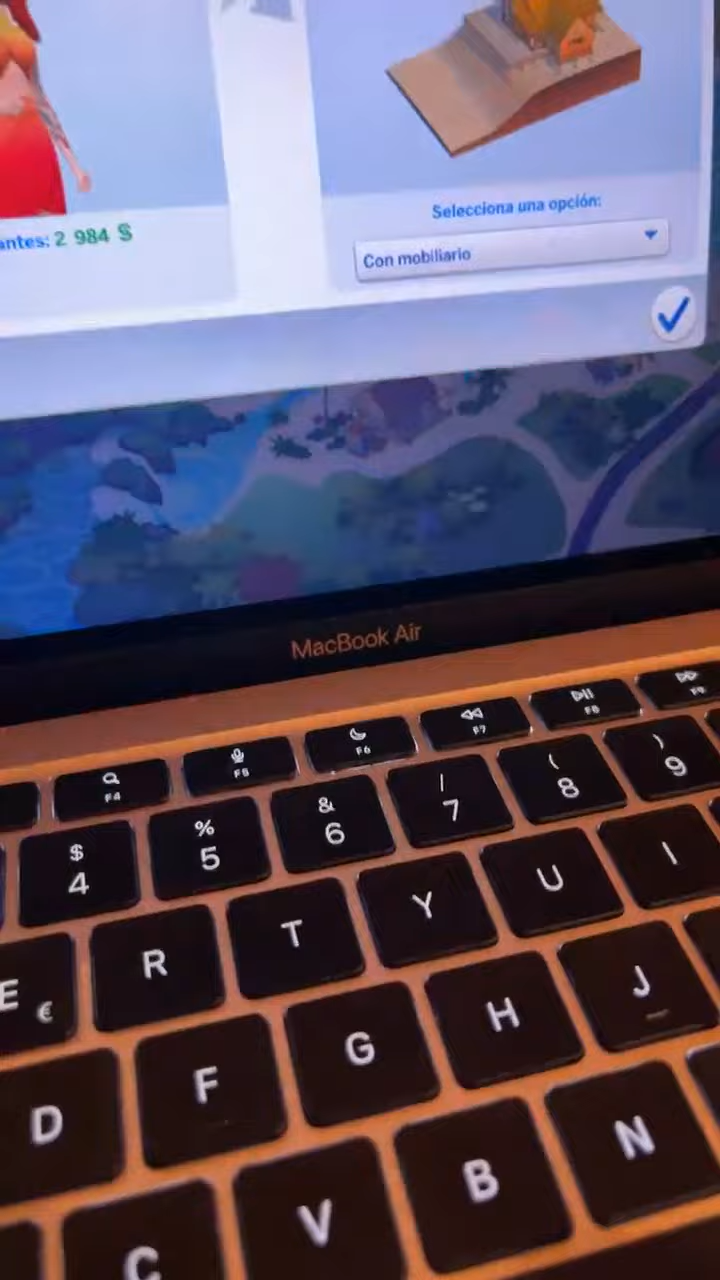 antes: 2 984 $
Selecciona una opción:
Con mobiliario
MacBook Air
F4 F5 F6 F7 F8 F9
$ % & / ( )
4 5 6 7 8 9
E € R T Y U I
D F G H J
C V B N